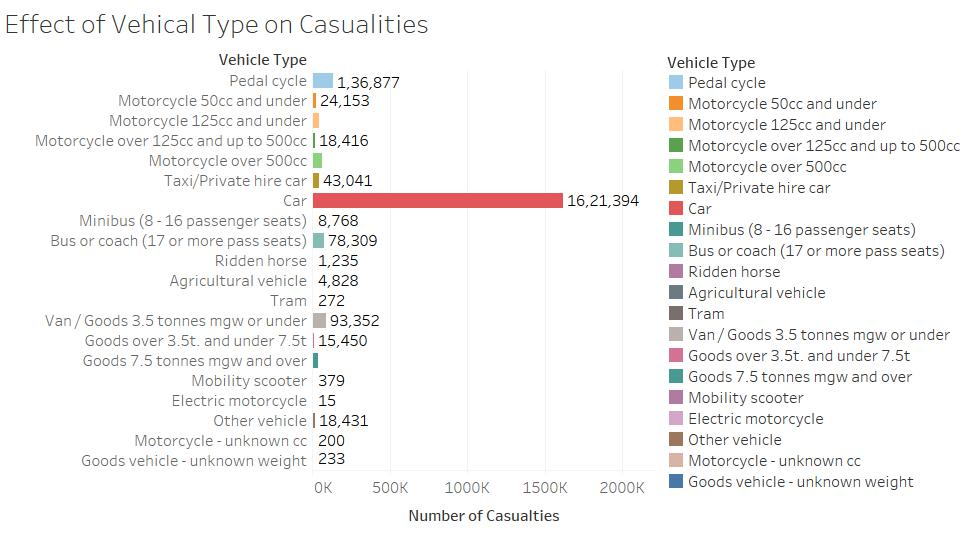 Effect of Vehical Type on Casualities
Vehicle Type
Pedal cycle 1,36,877
Motorcycle 50cc and under 24,153
Motorcycle 125cc and under
Motorcycle over 125cc and up to 500cc 18,416
Motorcycle over 500cc
Taxi/Private hire car 43,041
Car 16,21,394
Minibus (8 - 16 passenger seats) 8,768
Bus or coach (17 or more pass seats) 78,309
Ridden horse 1,235
Agricultural vehicle 4,828
Tram 272
Van / Goods 3.5 tonnes mgw or under 93,352
Goods over 3.5t. and under 7.5t 15,450
Goods 7.5 tonnes mgw and over
Mobility scooter 379
Electric motorcycle 15
Other vehicle 18,431
Motorcycle - unknown cc 200
Goods vehicle - unknown weight 233
0K 500K 1000K 1500K 2000K
Number of Casualties
Vehicle Type
Pedal cycle
Motorcycle 50cc and under
Motorcycle 125cc and under
Motorcycle over 125cc and up to 500cc
Motorcycle over 500cc
Taxi/Private hire car
Car
Minibus (8 - 16 passenger seats)
Bus or coach (17 or more pass seats)
Ridden horse
Agricultural vehicle
Tram
Van / Goods 3.5 tonnes mgw or under
Goods over 3.5t. and under 7.5t
Goods 7.5 tonnes mgw and over
Mobility scooter
Electric motorcycle
Other vehicle
Motorcycle - unknown cc
Goods vehicle - unknown weight